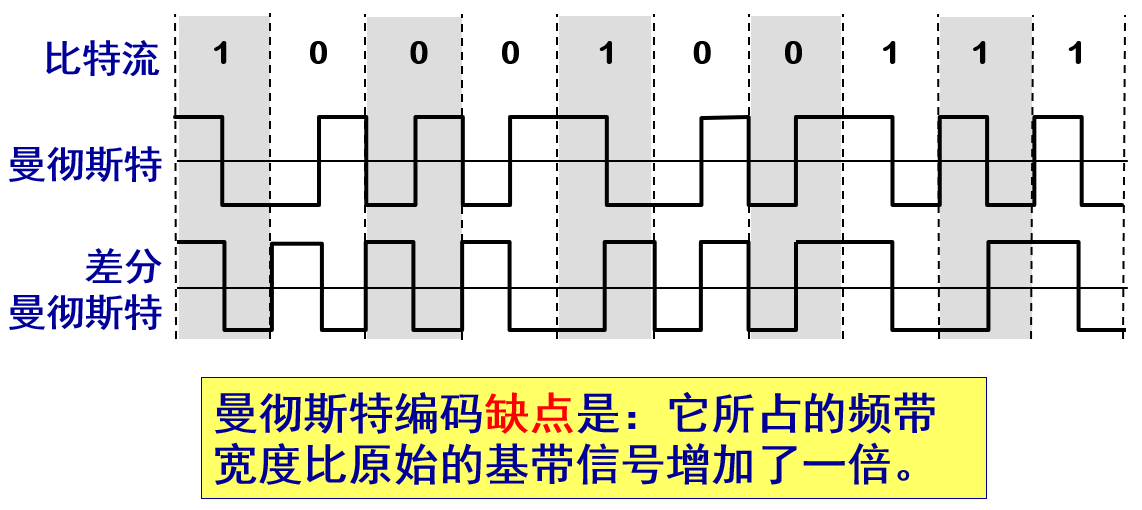 比特流 1 0 0 0 1 0 0 1 1 1
曼彻斯特
差分
曼彻斯特
曼彻斯特编码缺点是：它所占的频带
宽度比原始的基带信号增加了一倍。